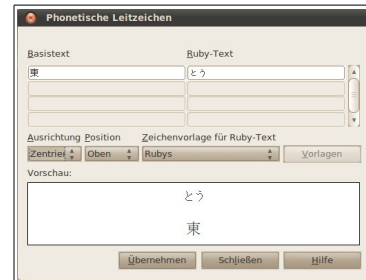 Phonetische Leitzeichen
Basistext Ruby-Text
東 とう
Ausrichtung Position Zeichenvorlage für Ruby-Text
Zentrier Oben Rubys Vorlagen
Vorschau:
とう
東
Übernehmen Schließen Hilfe